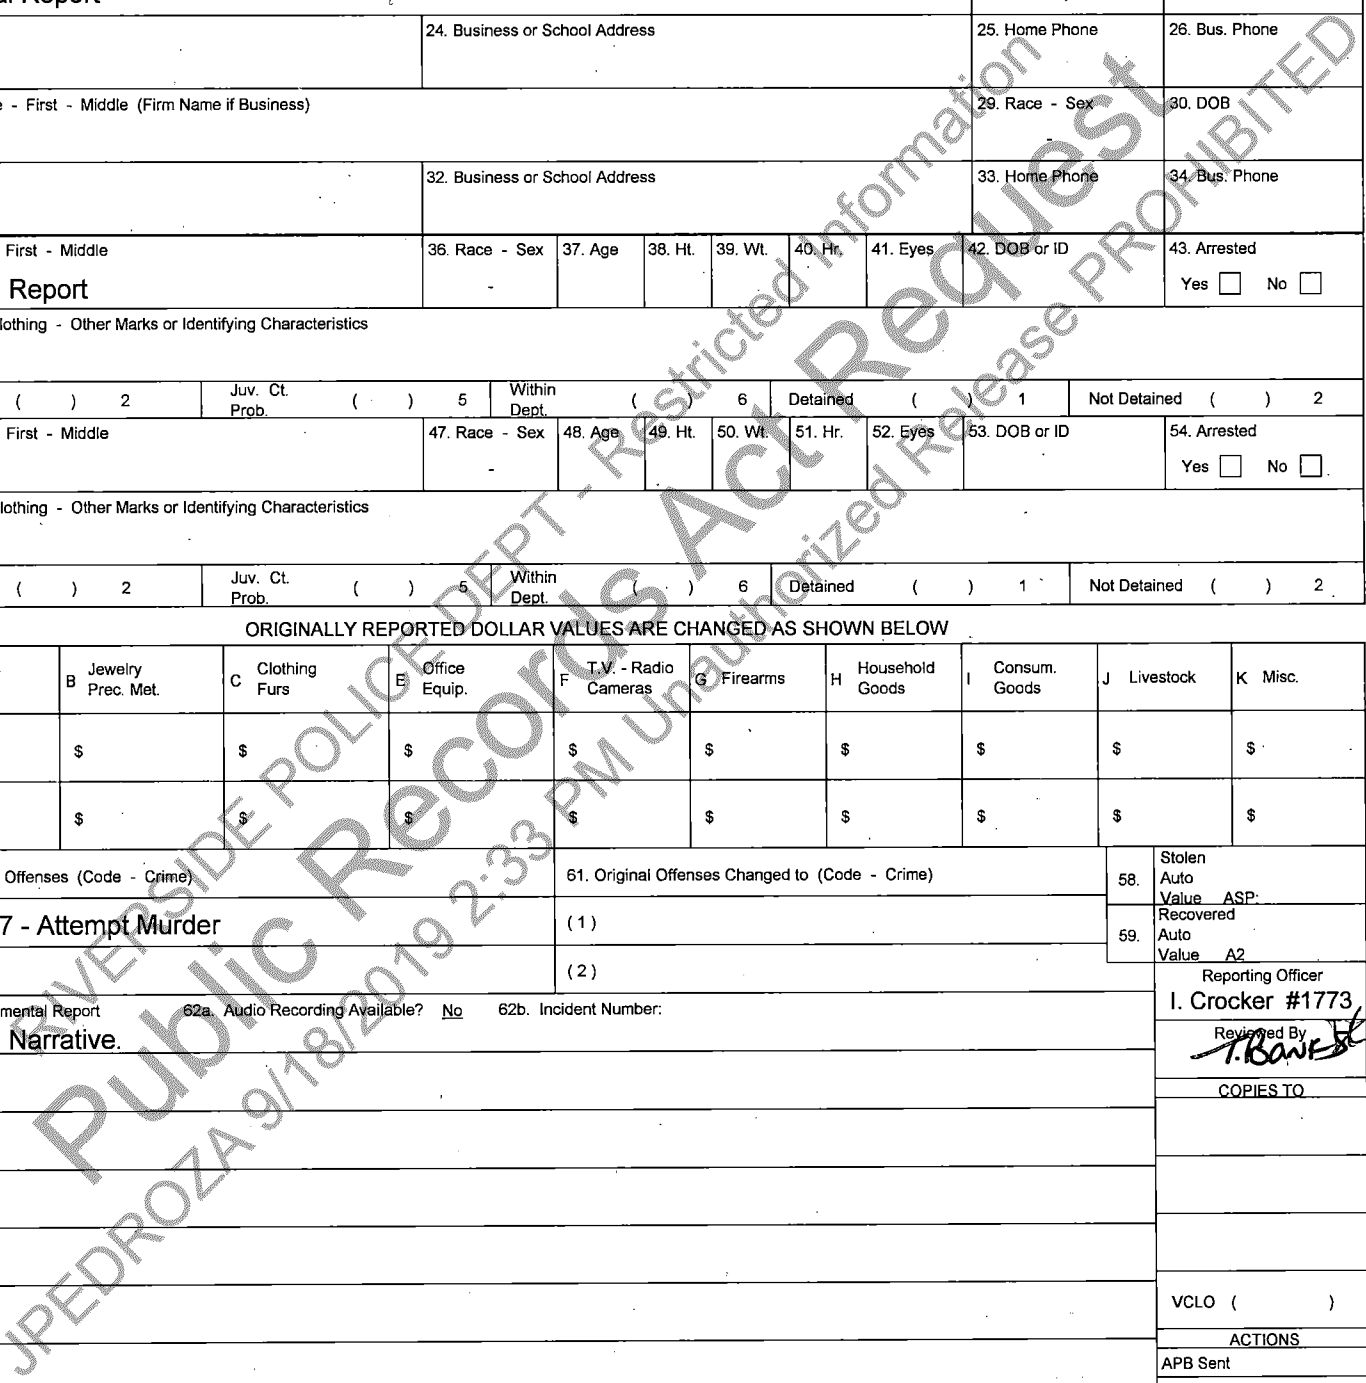 al Report
24. Business or School Address
25. Home Phone
26. Bus. Phone
- First - Middle (Firm Name if Business)
29. Race - Sex
-
30. DOB
32. Business or School Address
33. Home Phone
34. Bus. Phone
First - Middle
36. Race - Sex
-
37. Age
38. Ht.
39. Wt.
40. Hr.
41. Eyes
42. DOB or ID
43. Arrested
Yes No
Report
lothing - Other Marks or Identifying Characteristics
( ) 2 Juv. Ct. Prob. ( ) 5 Within Dept. ( ) 6 Detained ( ) 1 Not Detained ( ) 2
First - Middle
47. Race - Sex
-
48. Age
49. Ht.
50. Wt.
51. Hr.
52. Eyes
53. DOB or ID
54. Arrested
Yes No
lothing - Other Marks or Identifying Characteristics
( ) 2 Juv. Ct. Prob. ( ) 5 Within Dept. ( ) 6 Detained ( ) 1 Not Detained ( ) 2
ORIGINALLY REPORTED DOLLAR VALUES ARE CHANGED AS SHOWN BELOW
B Jewelry Prec. Met.
C Clothing Furs
E Office Equip.
F T.V. - Radio Cameras
G Firearms
H Household Goods
I Consum. Goods
J Livestock
K Misc.
$ $ $ $ $ $ $ $ $
$ $ $ $ $ $ $ $ $
Offenses (Code - Crime)
7 - Attempt Murder
61. Original Offenses Changed to (Code - Crime)
(1)
(2)
58. Stolen Auto Value ASP:
59. Recovered Auto Value A2
Reporting Officer
I. Crocker #1773
Reviewed By
T. BANKS
mental Report 62a. Audio Recording Available? No 62b. Incident Number:
Narrative.
COPIES TO
VCLO ( )
ACTIONS
APB Sent
RIVERSIDE POLICE DEPT - Restricted Information
Public Records Act Request
JPEDROZA 9/18/2019 2:33 PM Unauthorized Release PROHIBITED